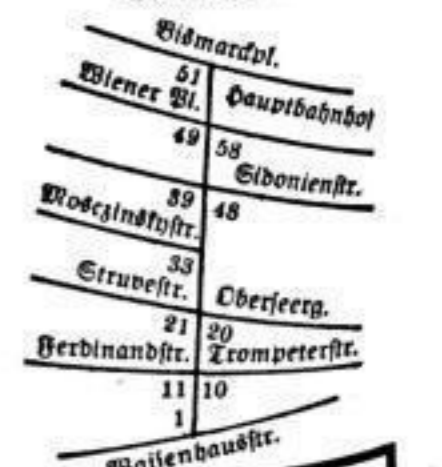 Bismarckpl.
51
Wiener Pl. Hauptbahnhof
49 58
Sidonienstr.
39 48
Mosczinskystr.
33
Struvestr. Oberseerg.
21 20
Ferdinandstr. Trompeterstr.
11 10
1
Waisenhausstr.